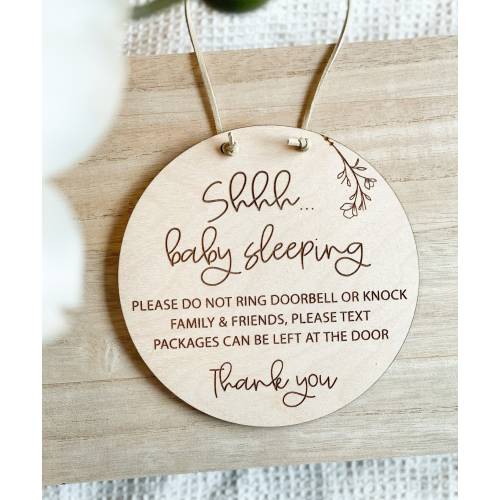 Shhh...
baby sleeping
PLEASE DO NOT RING DOORBELL OR KNOCK
FAMILY & FRIENDS, PLEASE TEXT
PACKAGES CAN BE LEFT AT THE DOOR
Thank you